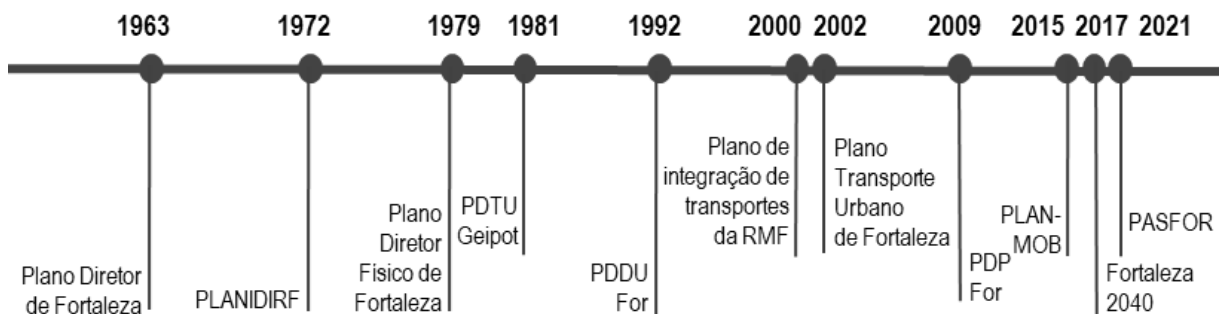 1963 1972 1979 1981 1992 2000 2002 2009 2015 2017 2021
Plano Diretor
de Fortaleza
PLANIDIRF
Plano
Diretor
Fisico de
Fortaleza
PDTU
Geipot
PDDU
For
Plano de
integração de
transportes
da RMF
Plano
Transporte
Urbano
de Fortaleza
PDP
For
PLAN-
MOB
Fortaleza
2040
PASFOR